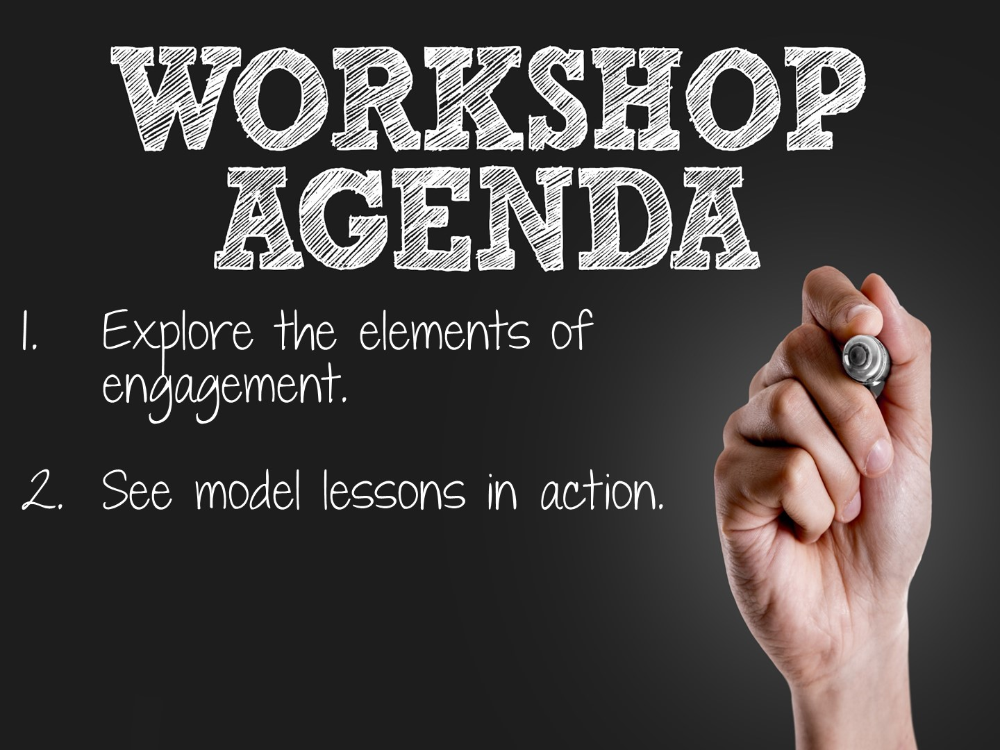 WORKSHOP
AGENDA
1. Explore the elements of
engagement.
2. See model lessons in action.